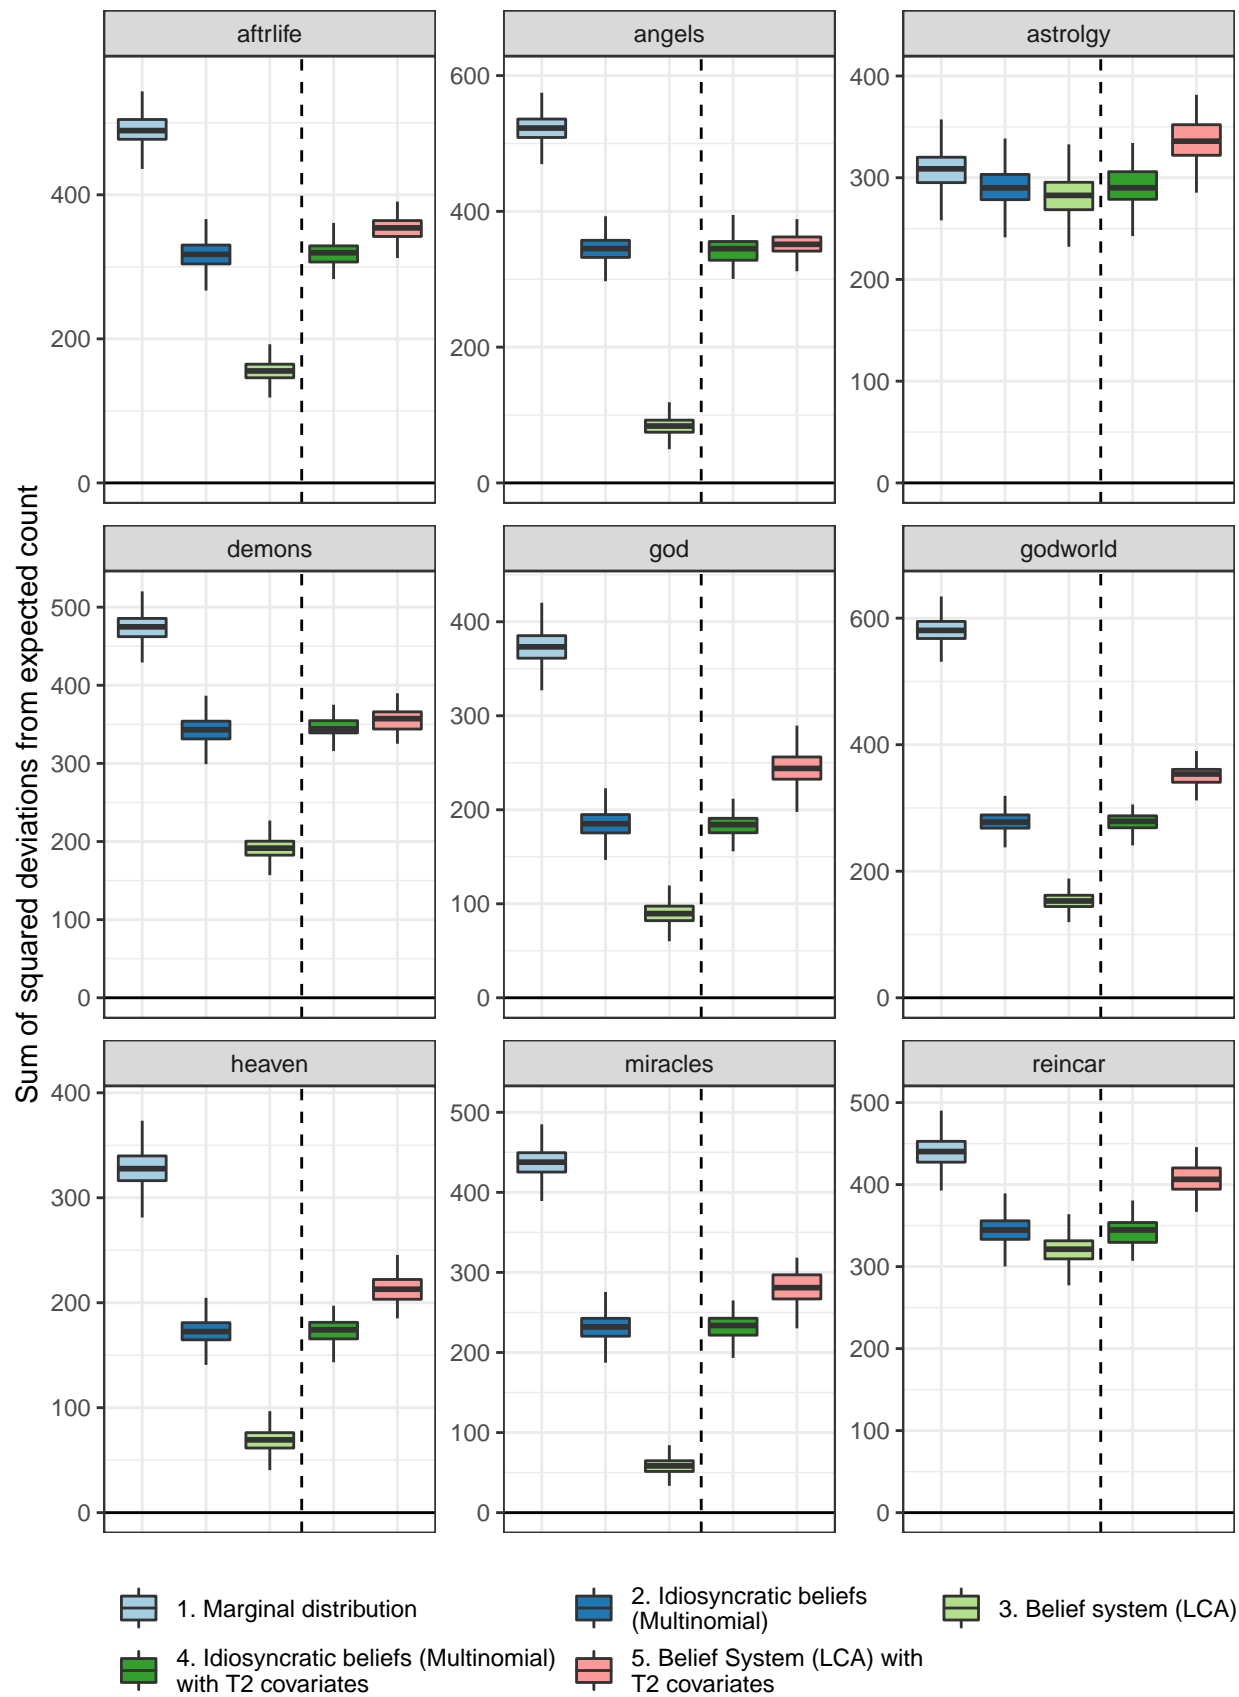 aftrlife
angels
astrolgy
400
200
0
600
400
200
0
400
300
200
100
0
demons
god
godworld
500
400
300
200
100
0
400
300
200
100
0
600
400
200
0
heaven
miracles
reincar
400
300
200
100
0
500
400
300
200
100
0
500
400
300
200
100
0
Sum of squared deviations from expected count
1. Marginal distribution
2. Idiosyncratic beliefs
(Multinomial)
3. Belief system (LCA)
4. Idiosyncratic beliefs (Multinomial)
with T2 covariates
5. Belief System (LCA) with
T2 covariates